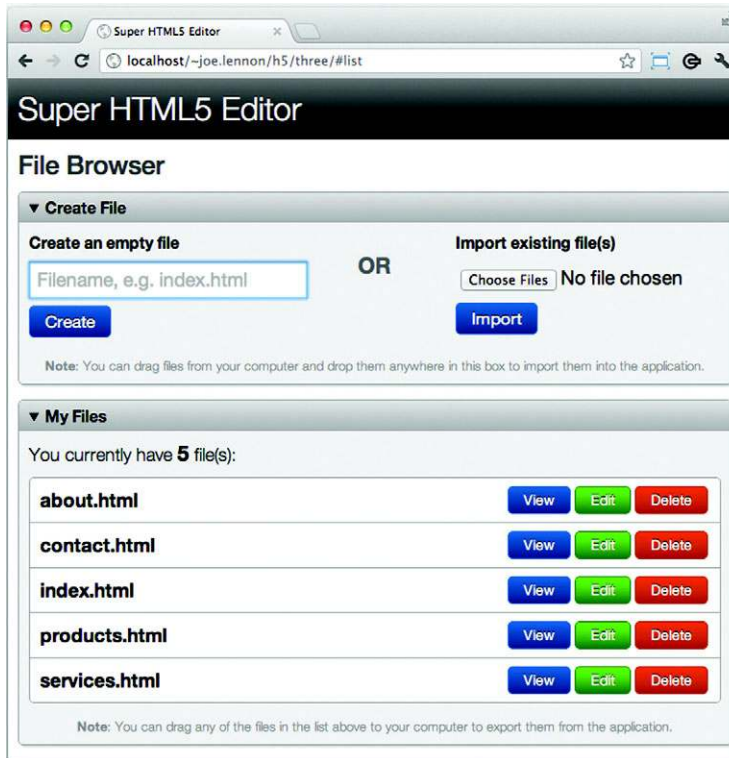 Super HTML5 Editor
localhost/~joe.lennon/h5/three/#list
Super HTML5 Editor
File Browser
▼ Create File
Create an empty file
Filename, e.g. index.html
Create
OR
Import existing file(s)
Choose Files No file chosen
Import
Note: You can drag files from your computer and drop them anywhere in this box to import them into the application.
▼ My Files
You currently have 5 file(s):
about.html View Edit Delete
contact.html View Edit Delete
index.html View Edit Delete
products.html View Edit Delete
services.html View Edit Delete
Note: You can drag any of the files in the list above to your computer to export them from the application.